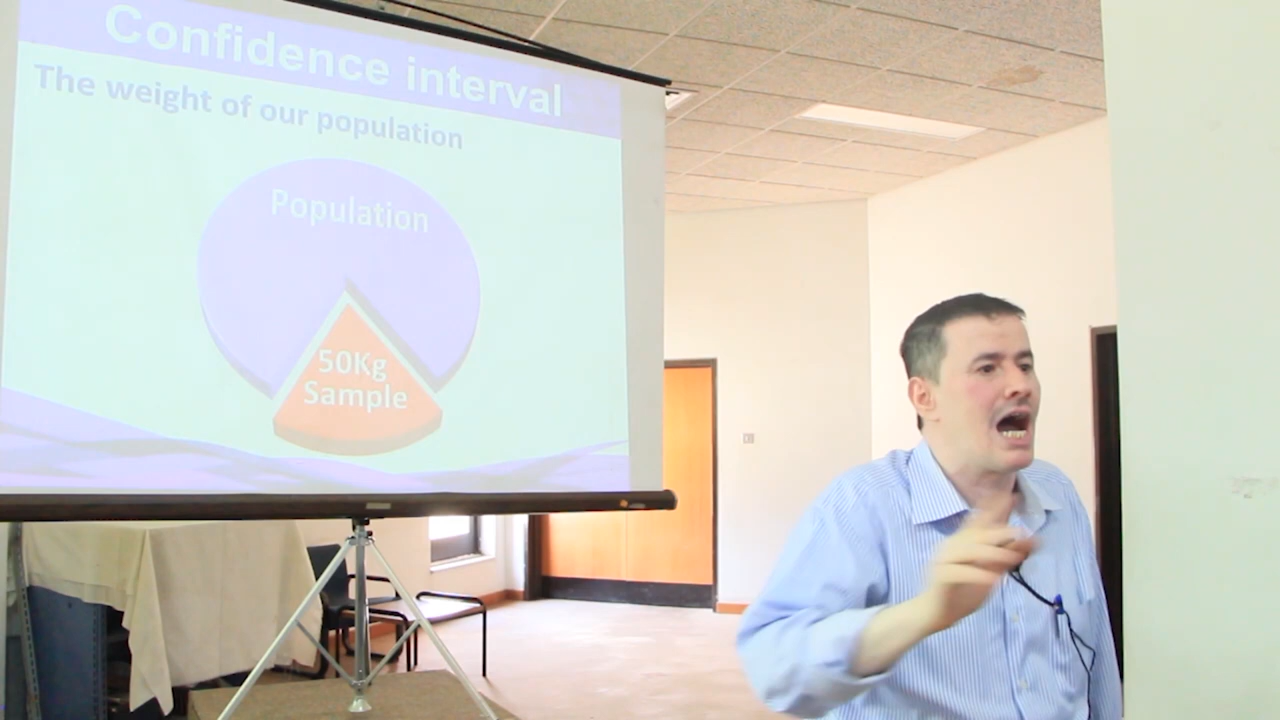 Confidence interval
The weight of our population
Population
50Kg
Sample